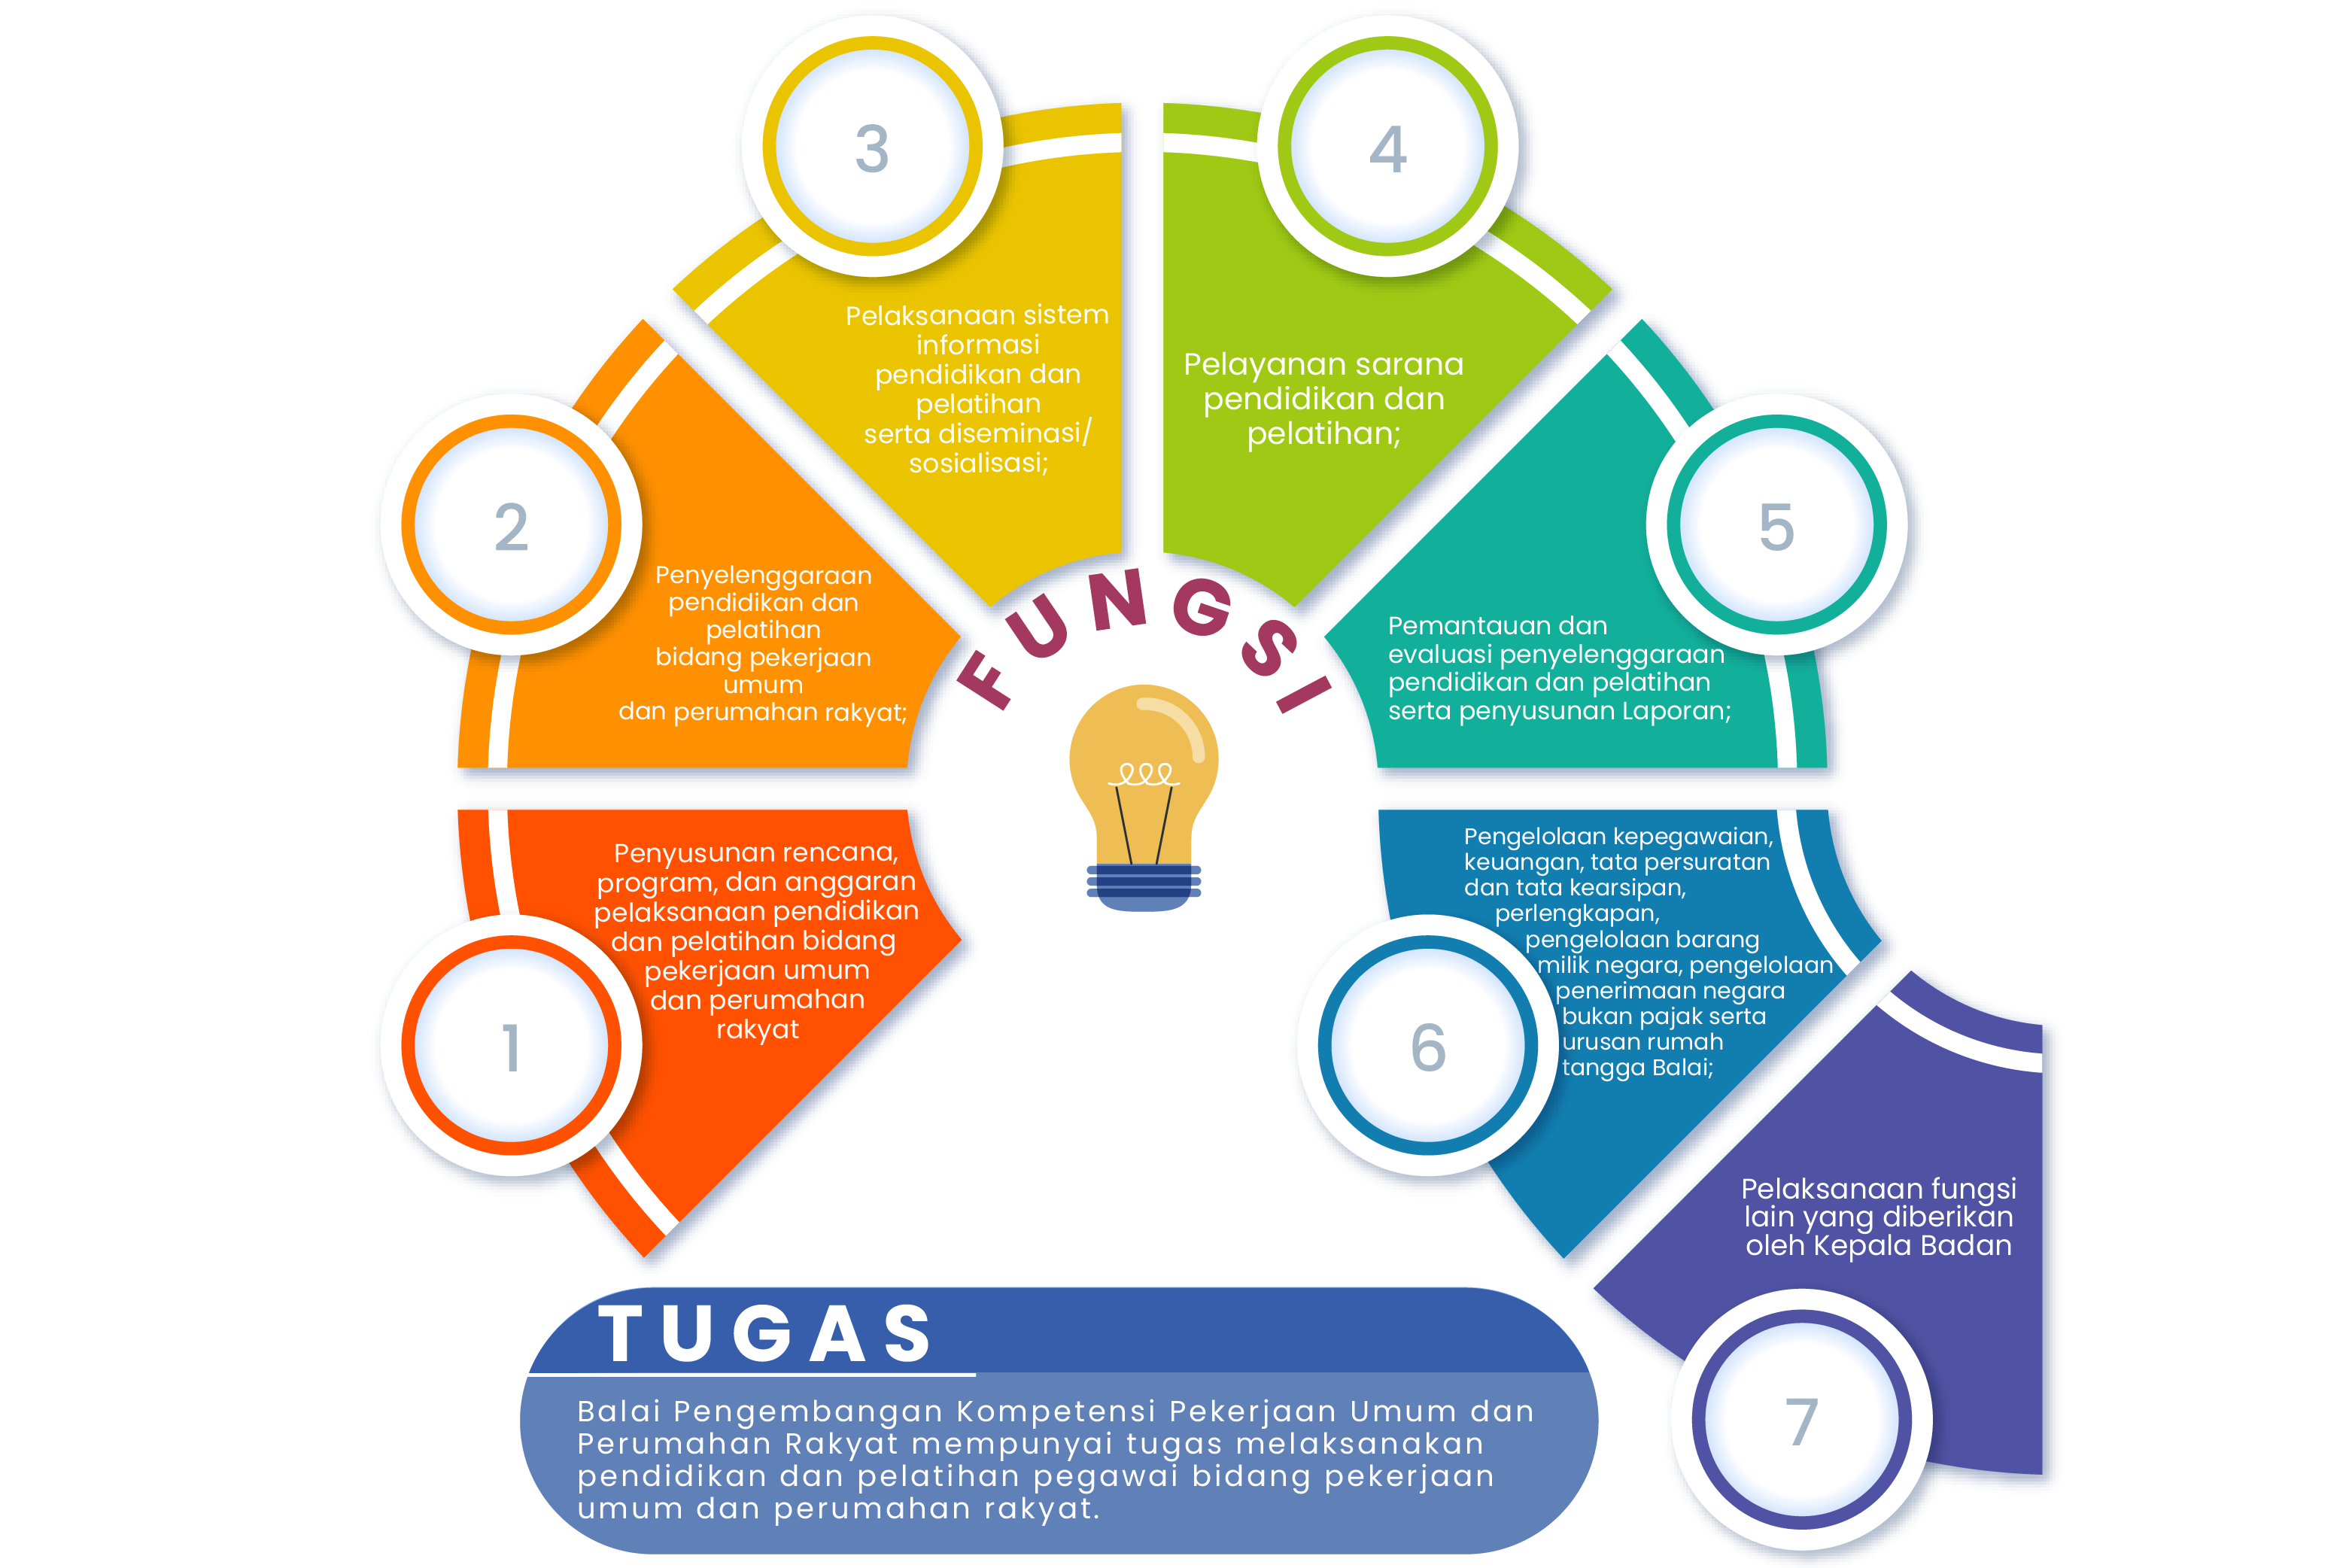 FUNGSI
1
Penyusunan rencana,
program, dan anggaran
pelaksanaan pendidikan
dan pelatihan bidang
pekerjaan umum
dan perumahan
rakyat
2
Penyelenggaraan
pendidikan dan
pelatihan
bidang pekerjaan
umum
dan perumahan rakyat;
3
Pelaksanaan sistem
informasi
pendidikan dan
pelatihan
serta diseminasi/
sosialisasi;
4
Pelayanan sarana
pendidikan dan
pelatihan;
5
Pemantauan dan
evaluasi penyelenggaraan
pendidikan dan pelatihan
serta penyusunan Laporan;
6
Pengelolaan kepegawaian,
keuangan, tata persuratan
dan tata kearsipan,
perlengkapan,
pengelolaan barang
milik negara, pengelolaan
penerimaan negara
bukan pajak serta
urusan rumah
tangga Balai;
7
Pelaksanaan fungsi
lain yang diberikan
oleh Kepala Badan
TUGAS
Balai Pengembangan Kompetensi Pekerjaan Umum dan
Perumahan Rakyat mempunyai tugas melaksanakan
pendidikan dan pelatihan pegawai bidang pekerjaan
umum dan perumahan rakyat.